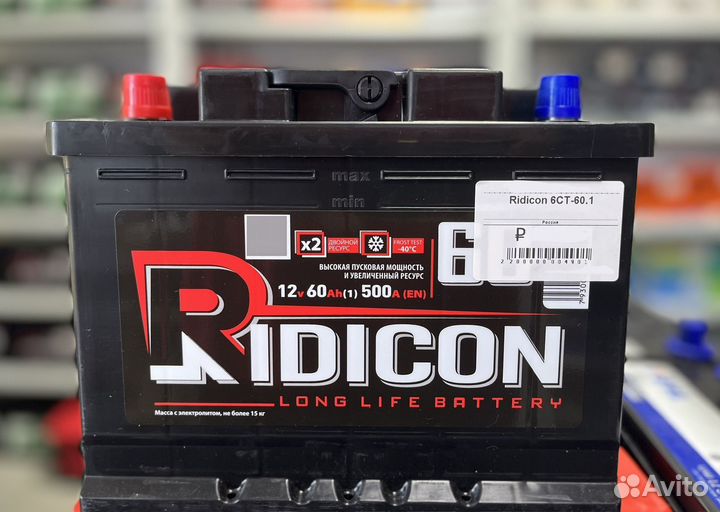 max
min
Ridicon 6CT-60.1
Россия
₽
2200000004901
x2 ДВОЙНОЙ РЕСУРС
FROST TEST -40°C
ВЫСОКАЯ ПУСКОВАЯ МОЩНОСТЬ
И УВЕЛИЧЕННЫЙ РЕСУРС
12v 60Ah(1) 500A (EN)
RIDICON
LONG LIFE BATTERY
Масса с электролитом, не более 15 кг
Avito